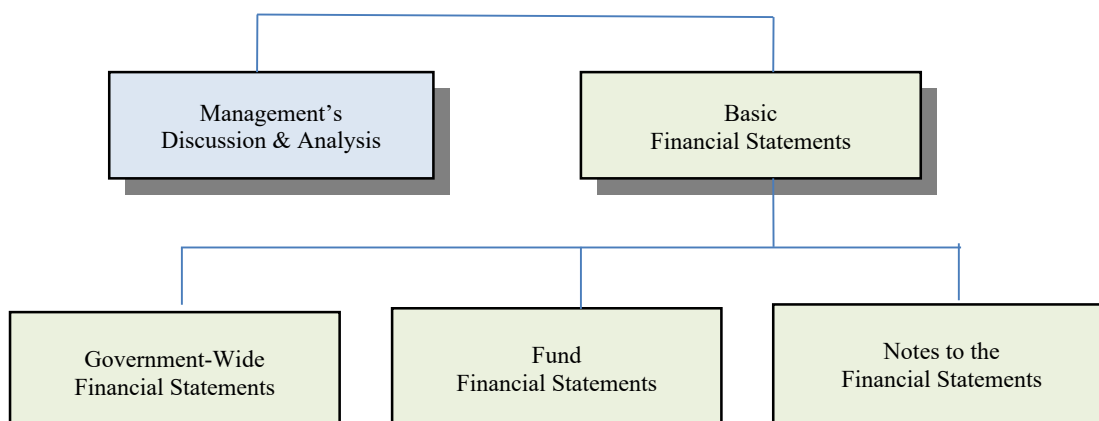 Management’s
Discussion & Analysis
Basic
Financial Statements
Government-Wide
Financial Statements
Fund
Financial Statements
Notes to the
Financial Statements